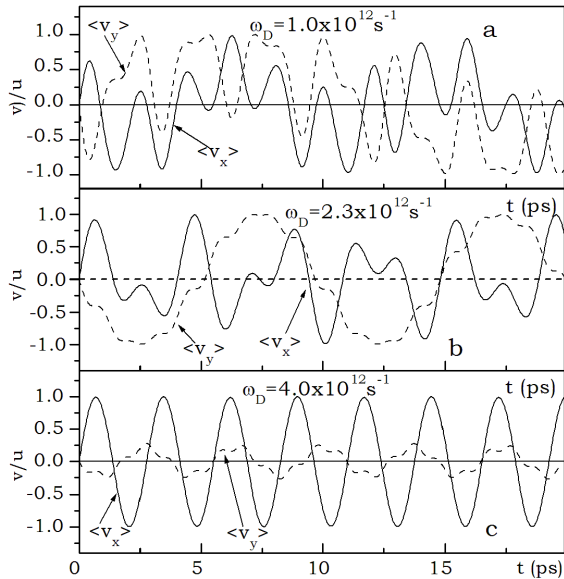 <v_y>
ω_D=1.0x10^12 s^-1
a
1.0
0.5
0.0
-0.5
-1.0
v)/u
<v_x>
t (ps)
ω_D=2.3x10^12 s^-1
1.0
0.5
0.0
-0.5
-1.0
v/u
<v_y>
<v_x>
b
t (ps)
ω_D=4.0x10^12 s^-1
1.0
0.5
0.0
-0.5
-1.0
v/u
<v_x>
<v_y>
c
0 5 10 15 t (ps)